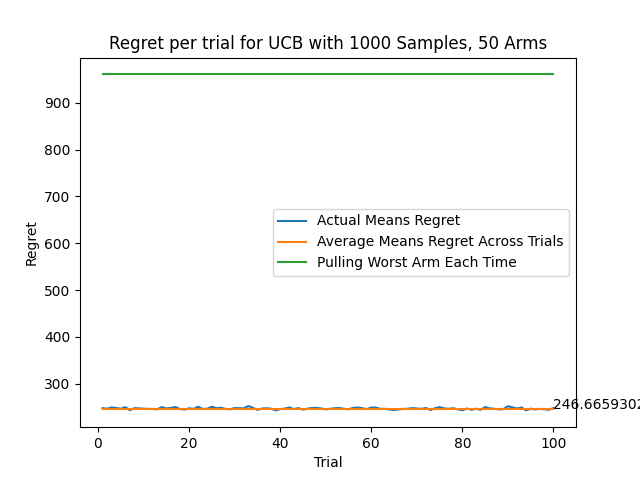 Regret per trial for UCB with 1000 Samples, 50 Arms
900
800
700
600
500
400
300
Regret
Actual Means Regret
Average Means Regret Across Trials
Pulling Worst Arm Each Time
246.6659302
0
20
40
60
80
100
Trial